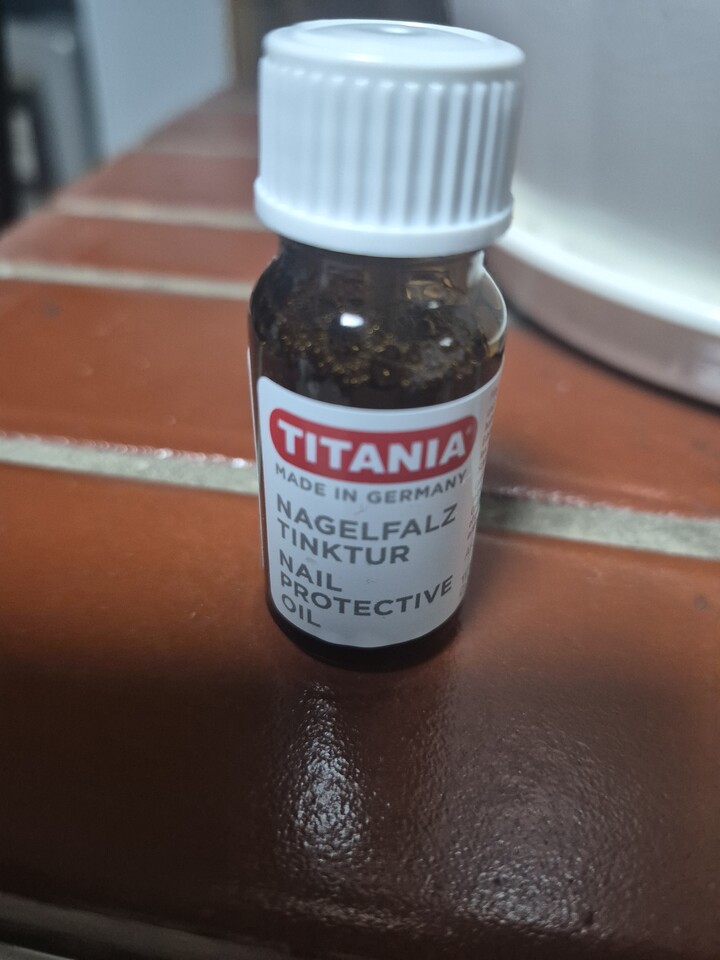 TITANIA®
MADE IN GERMANY
NAGELFALZ
TINKTUR
NAIL
PROTECTIVE
OIL